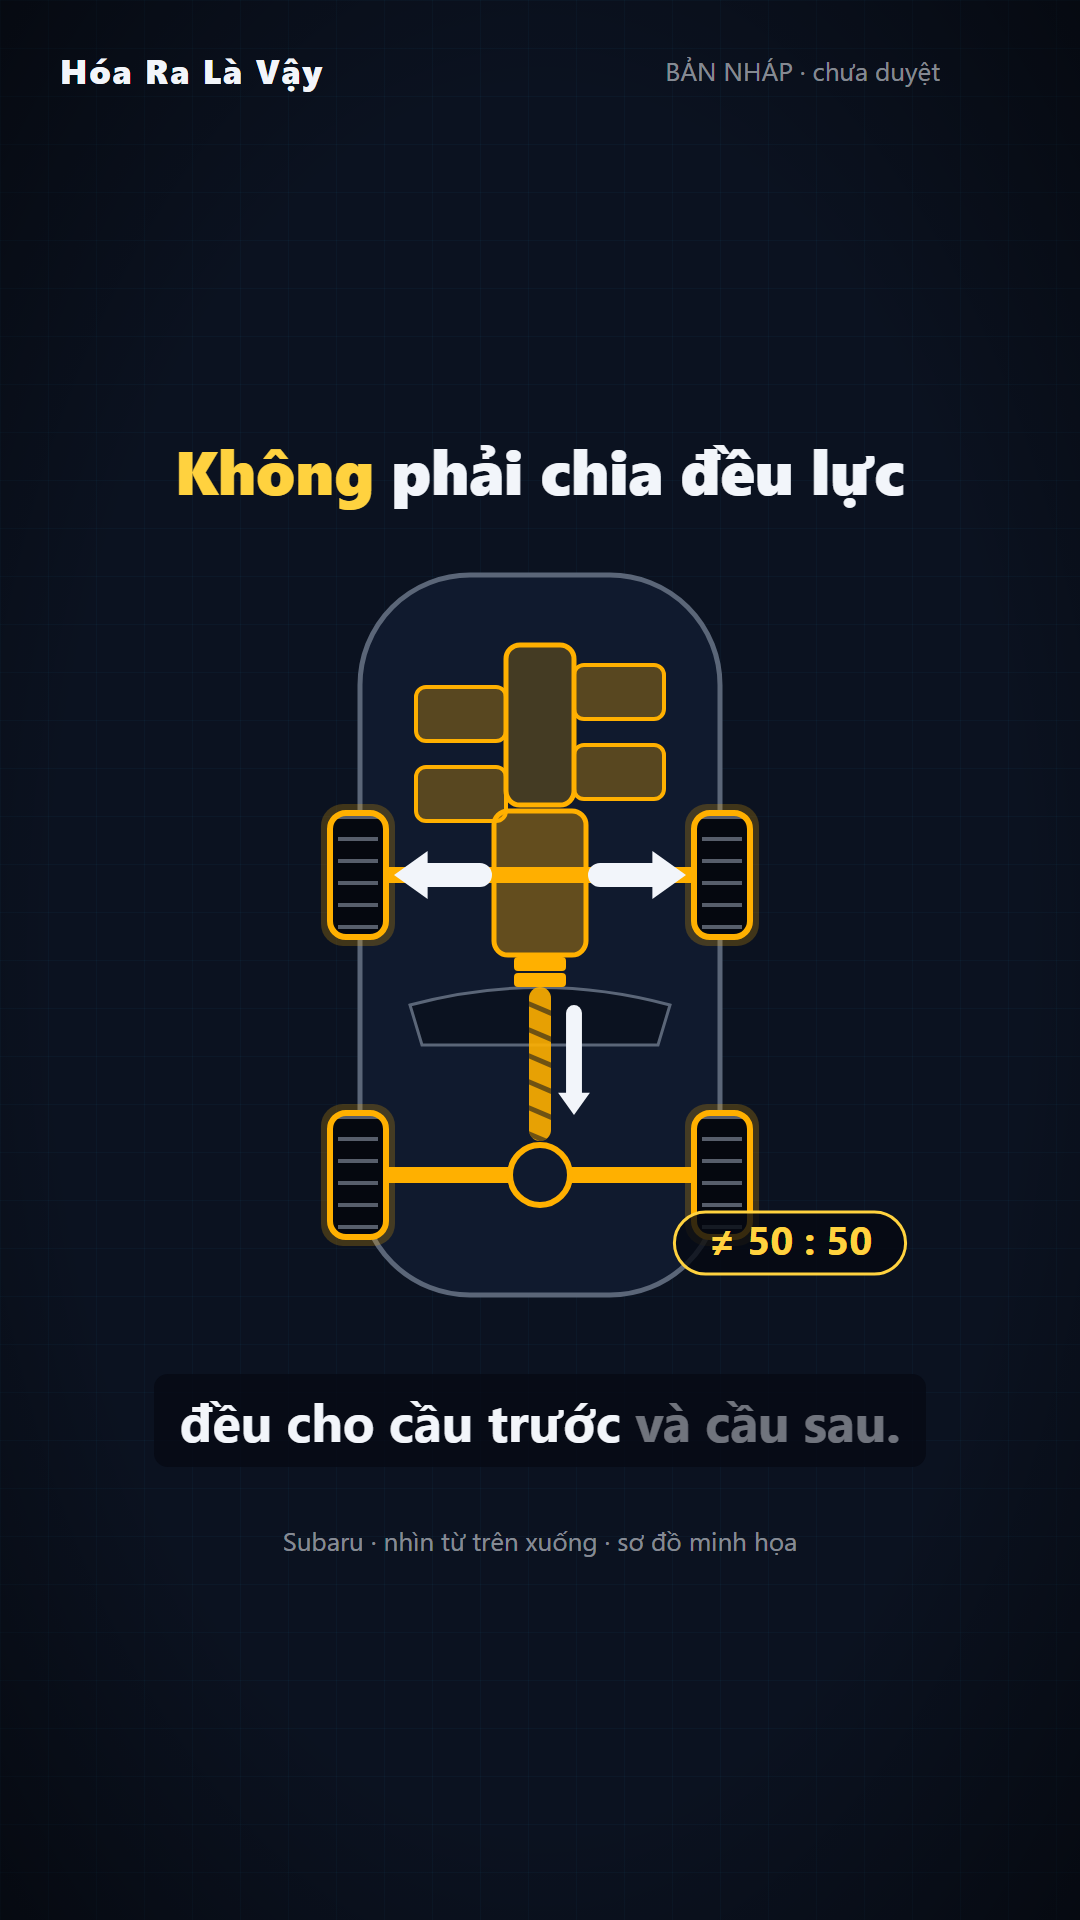 Hóa Ra Là Vậy
BẢN NHÁP · chưa duyệt
Không phải chia đều lực
≠ 50 : 50
đều cho cầu trước và cầu sau.
Subaru · nhìn từ trên xuống · sơ đồ minh họa